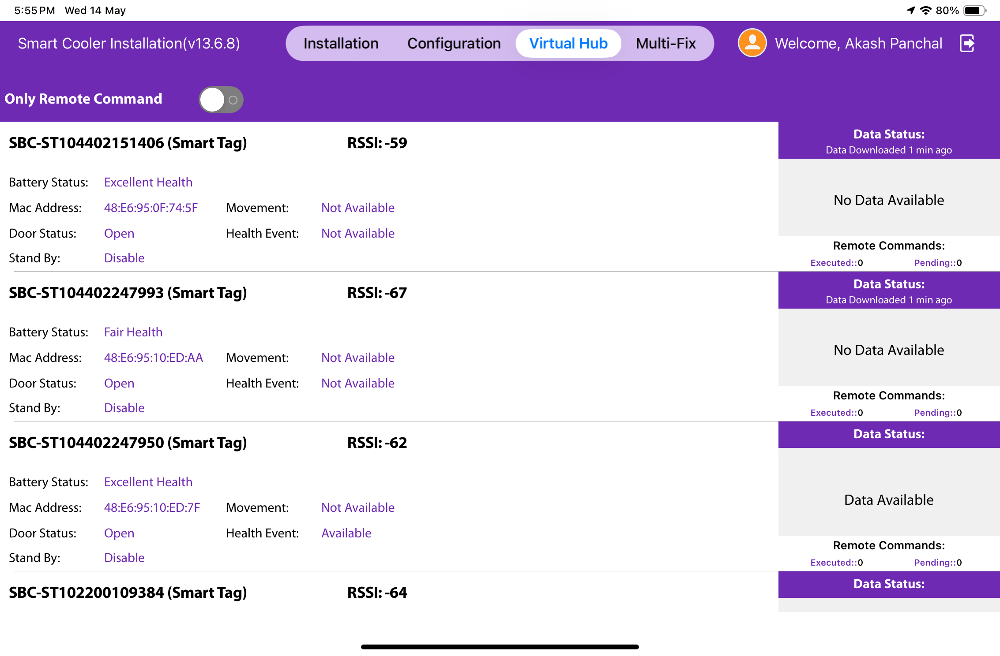 5:55 PM Wed 14 May 80%
Smart Cooler Installation(v13.6.8) Installation Configuration Virtual Hub Multi-Fix Welcome, Akash Panchal
Only Remote Command
SBC-ST104402151406 (Smart Tag) RSSI: -59
Data Status:
Data Downloaded 1 min ago
Battery Status: Excellent Health
No Data Available
Mac Address: 48:E6:95:0F:74:5F Movement: Not Available
Door Status: Open Health Event: Not Available
Remote Commands:
Stand By: Disable
Executed::0 Pending::0
SBC-ST104402247993 (Smart Tag) RSSI: -67
Data Status:
Data Downloaded 1 min ago
Battery Status: Fair Health
No Data Available
Mac Address: 48:E6:95:10:ED:AA Movement: Not Available
Door Status: Open Health Event: Not Available
Remote Commands:
Stand By: Disable
Executed::0 Pending::0
SBC-ST104402247950 (Smart Tag) RSSI: -62
Data Status:
Battery Status: Excellent Health
Data Available
Mac Address: 48:E6:95:10:ED:7F Movement: Not Available
Door Status: Open Health Event: Available
Remote Commands:
Stand By: Disable
Executed::0 Pending::0
SBC-ST102200109384 (Smart Tag) RSSI: -64
Data Status: